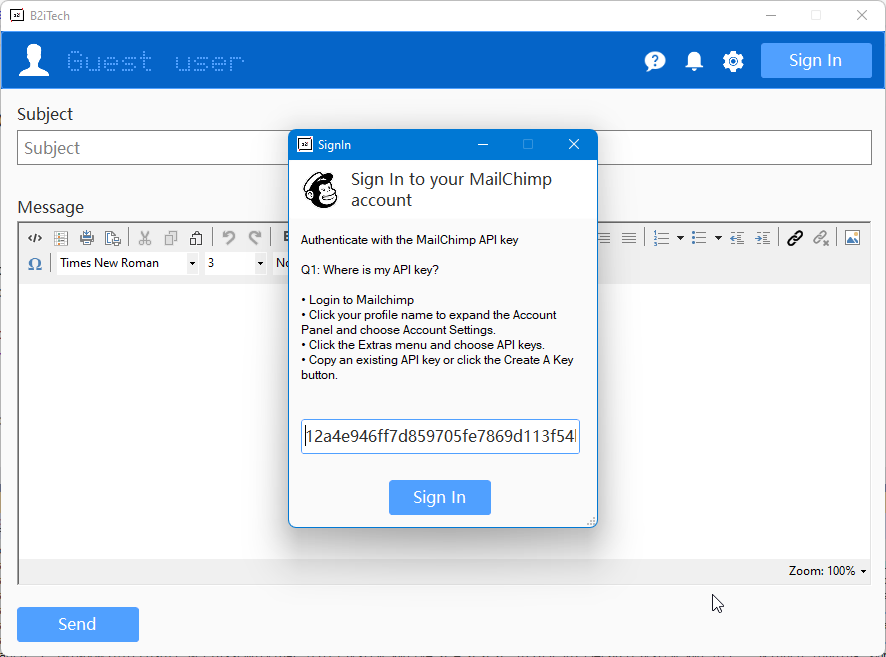 B2iTech
Guest user
Sign In
Subject
Subject
Message
Times New Roman
3
No
SignIn
Sign In to your MailChimp
account
Authenticate with the MailChimp API key
Q1: Where is my API key?
• Login to Mailchimp
• Click your profile name to expand the Account
Panel and choose Account Settings.
• Click the Extras menu and choose API keys.
• Copy an existing API key or click the Create A Key
button.
12a4e946ff7d859705fe7869d113f54
Sign In
Zoom: 100%
Send